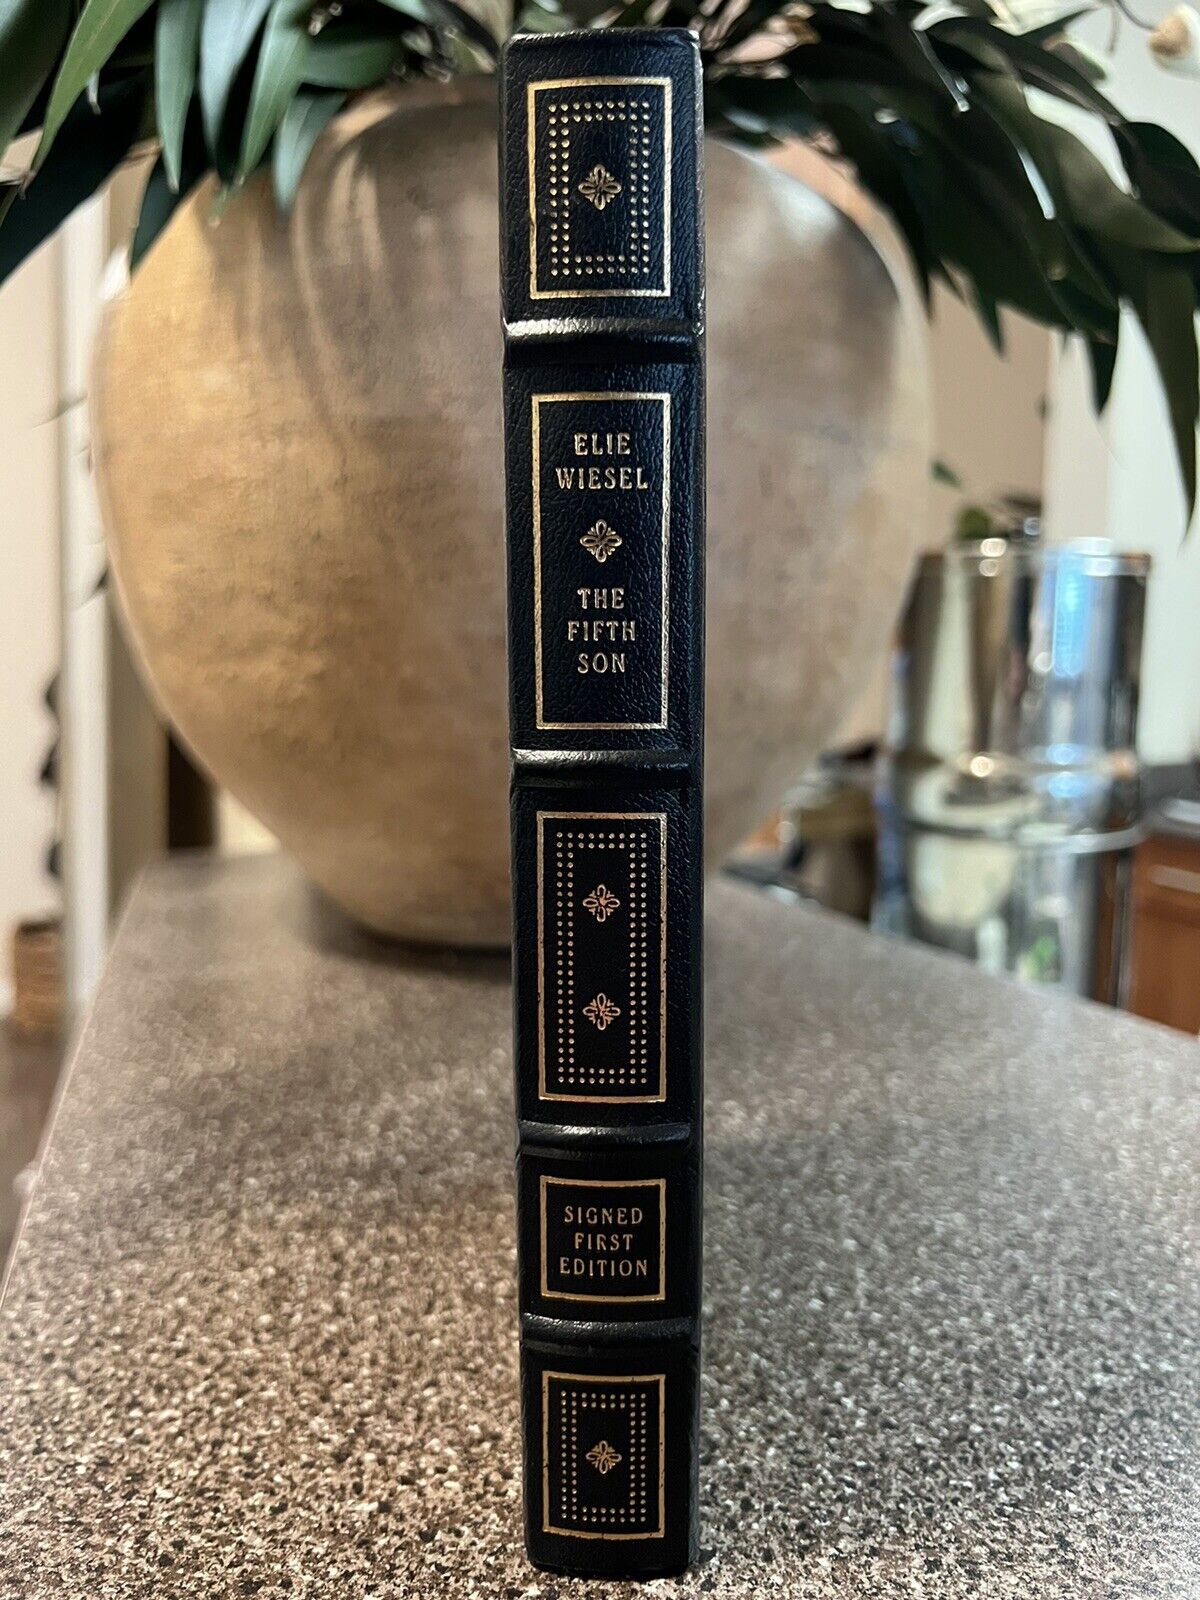 ELIE
WIESEL
THE
FIFTH
SON
SIGNED
FIRST
EDITION